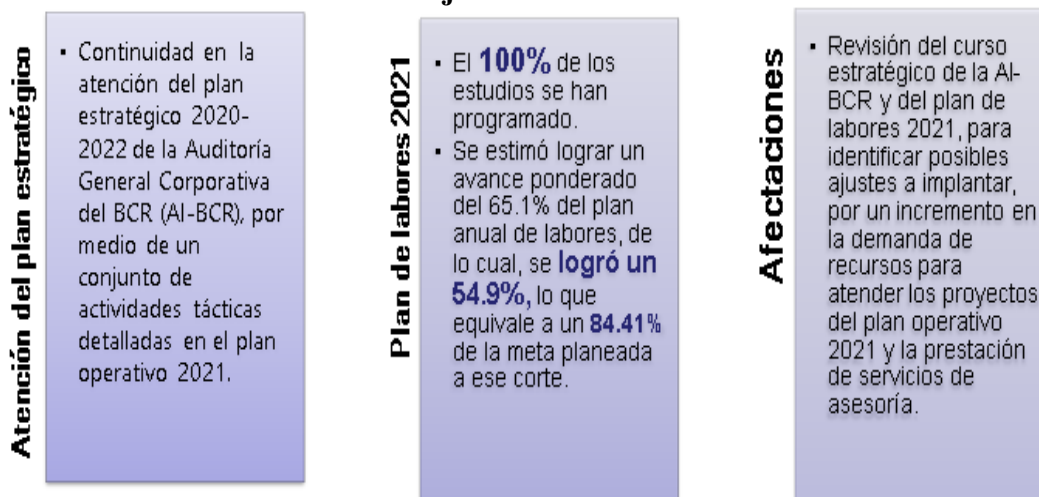 Atención del plan estratégico
▪ Continuidad en la
atención del plan
estratégico 2020-
2022 de la Auditoría
General Corporativa
del BCR (AI-BCR), por
medio de un
conjunto de
actividades tácticas
detalladas en el plan
operativo 2021.
Plan de labores 2021
▪ El 100% de los
estudios se han
programado.
▪ Se estimó lograr un
avance ponderado
del 65.1% del plan
anual de labores, de
lo cual, se logró un
54.9%, lo que
equivale a un 84.41%
de la meta planeada
a ese corte.
Afectaciones
▪ Revisión del curso
estratégico de la AI-
BCR y del plan de
labores 2021, para
identificar posibles
ajustes a implantar,
por un incremento en
la demanda de
recursos para
atender los proyectos
del plan operativo
2021 y la prestación
de servicios de
asesoría.